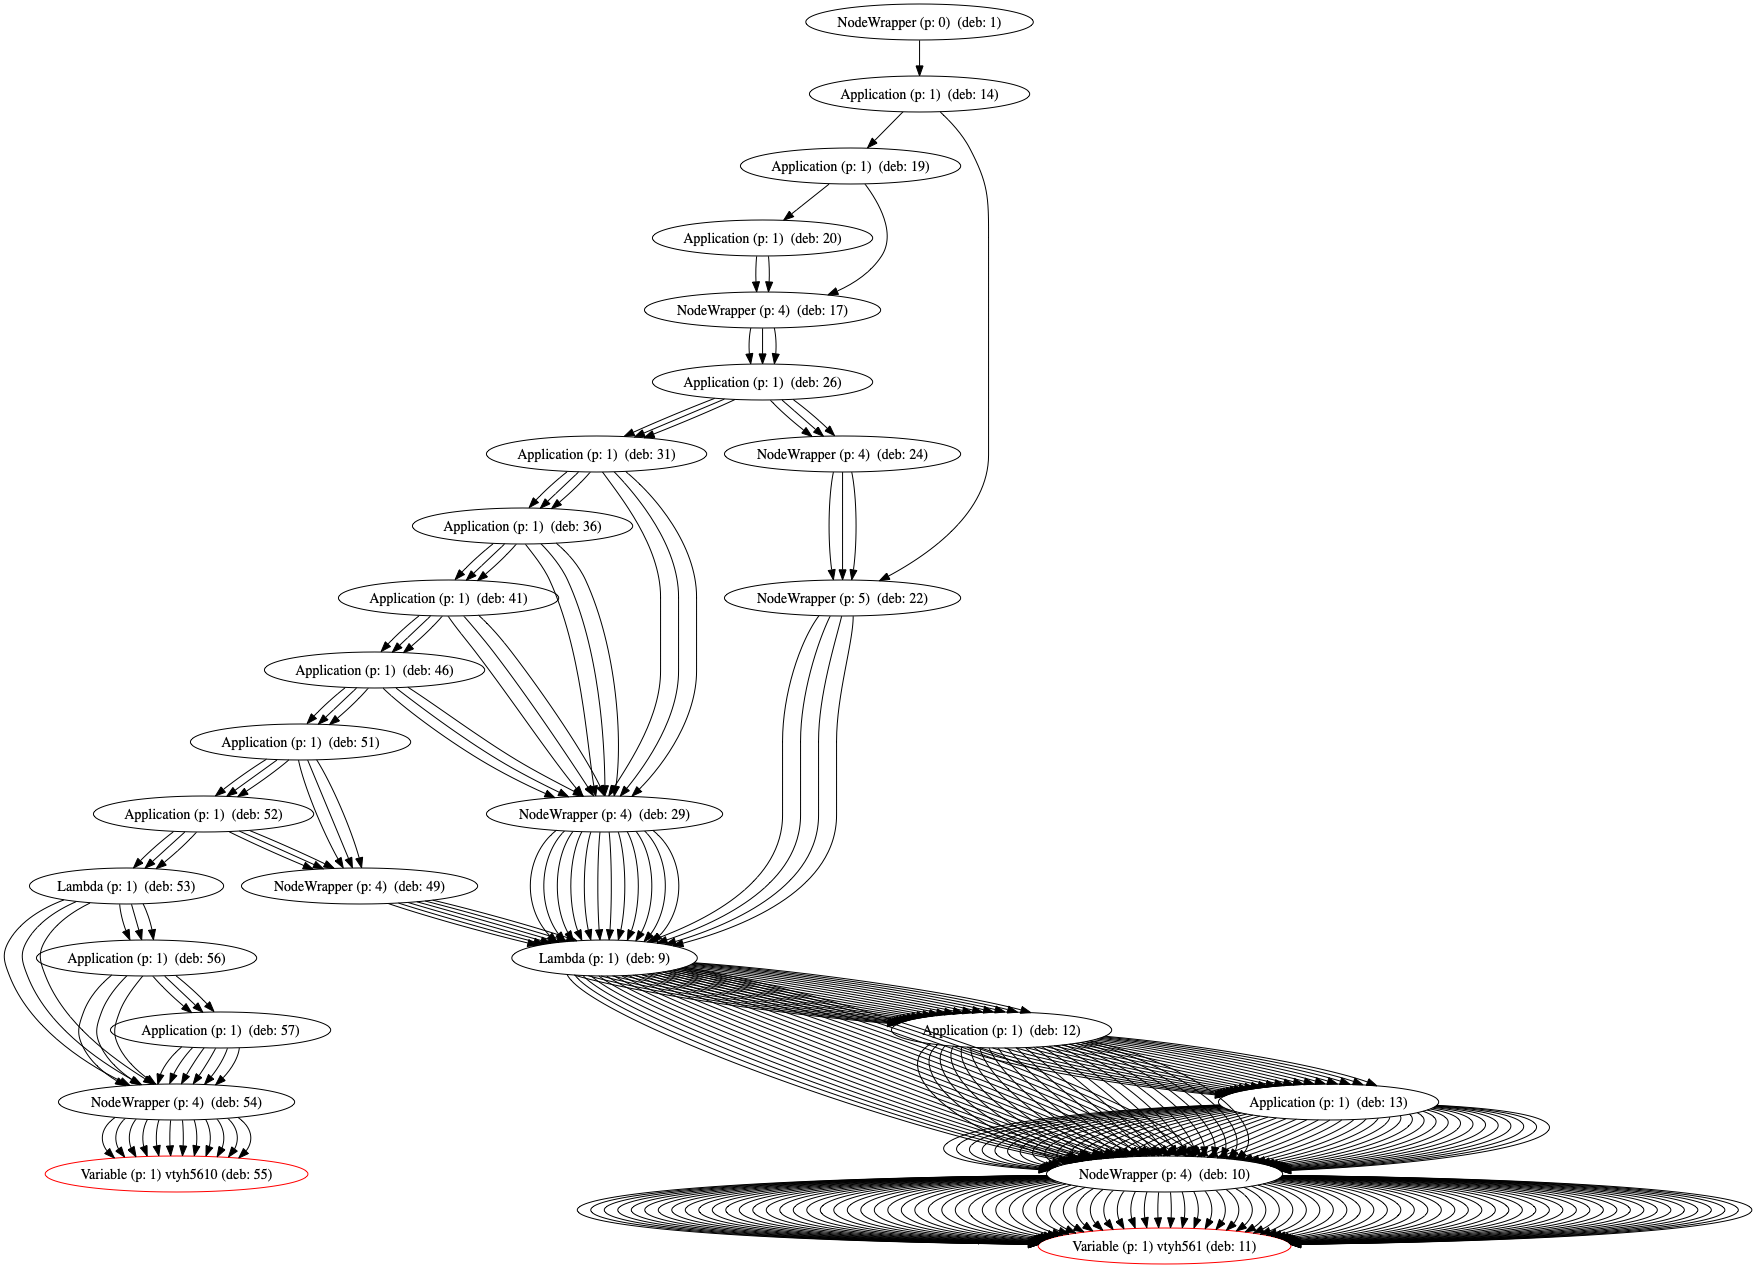 NodeWrapper (p: 0) (deb: 1)
Application (p: 1) (deb: 14)
Application (p: 1) (deb: 19)
Application (p: 1) (deb: 20)
NodeWrapper (p: 4) (deb: 17)
Application (p: 1) (deb: 26)
Application (p: 1) (deb: 31)
NodeWrapper (p: 4) (deb: 24)
Application (p: 1) (deb: 36)
Application (p: 1) (deb: 41)
NodeWrapper (p: 5) (deb: 22)
Application (p: 1) (deb: 46)
Application (p: 1) (deb: 51)
Application (p: 1) (deb: 52)
NodeWrapper (p: 4) (deb: 29)
Lambda (p: 1) (deb: 53)
NodeWrapper (p: 4) (deb: 49)
Application (p: 1) (deb: 56)
Lambda (p: 1) (deb: 9)
Application (p: 1) (deb: 57)
Application (p: 1) (deb: 12)
NodeWrapper (p: 4) (deb: 54)
Application (p: 1) (deb: 13)
Variable (p: 1) vtyh5610 (deb: 55)
NodeWrapper (p: 4) (deb: 10)
Variable (p: 1) vtyh561 (deb: 11)